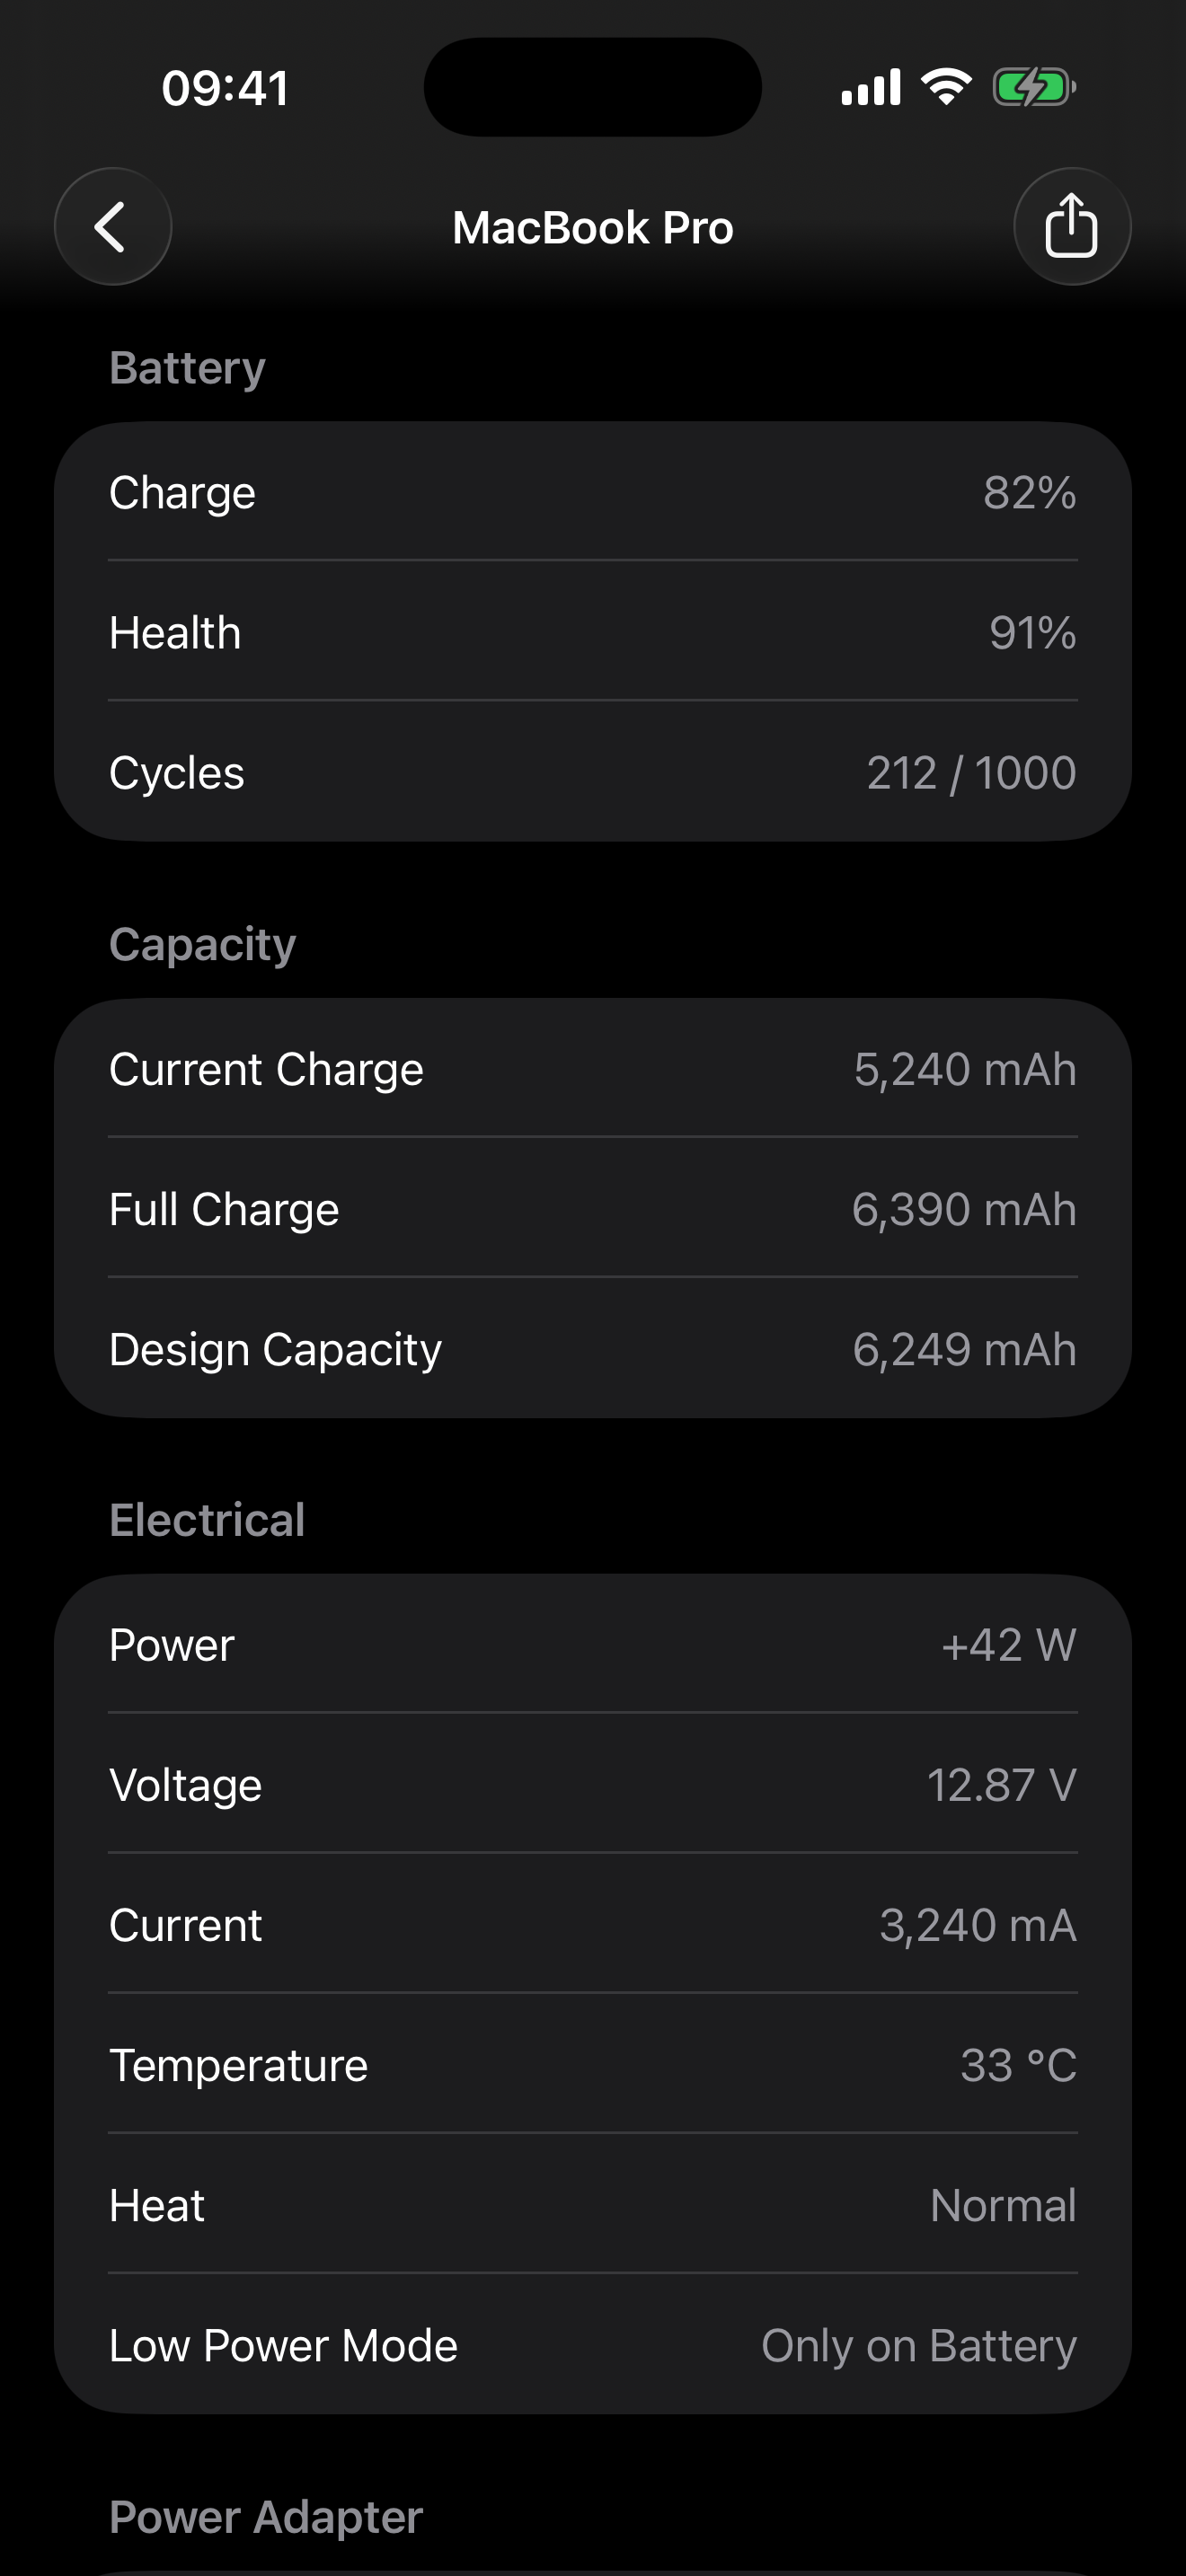 09:41
MacBook Pro
Battery
Charge 82%
Health 91%
Cycles 212 / 1000
Capacity
Current Charge 5,240 mAh
Full Charge 6,390 mAh
Design Capacity 6,249 mAh
Electrical
Power +42 W
Voltage 12.87 V
Current 3,240 mA
Temperature 33 °C
Heat Normal
Low Power Mode Only on Battery
Power Adapter